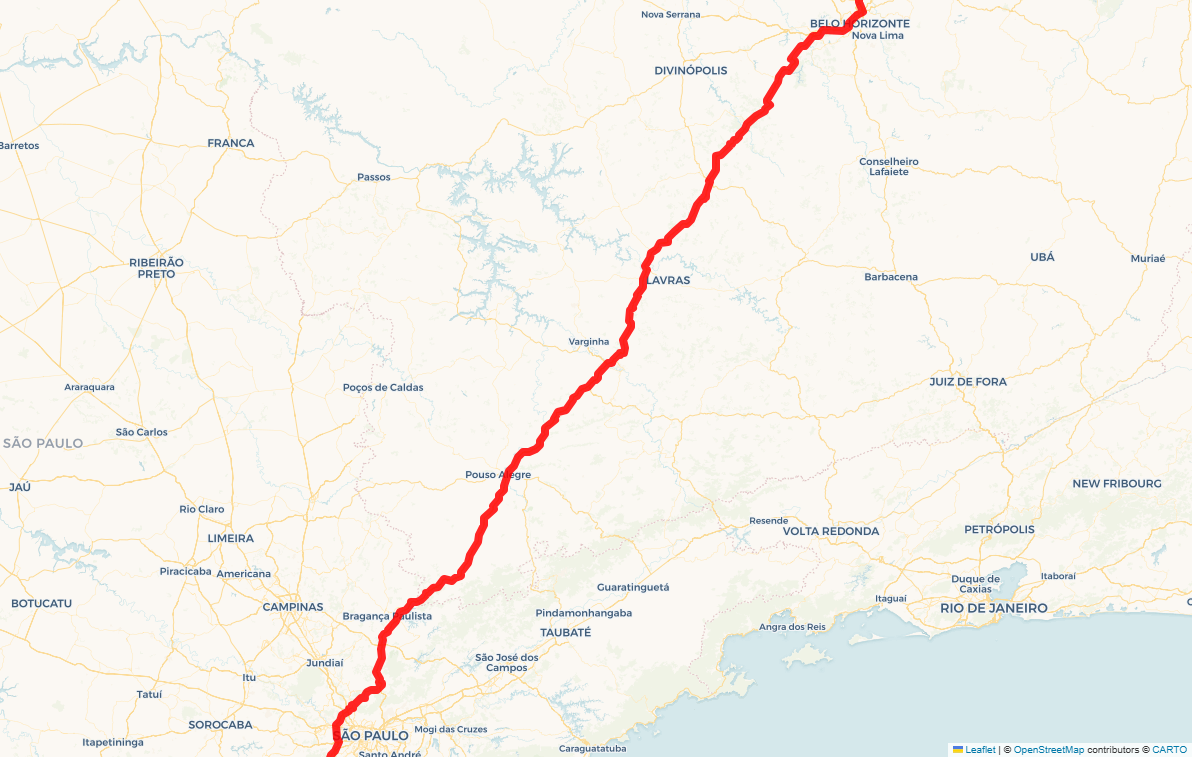 Nova Serrana
BELO HORIZONTE
Nova Lima
DIVINÓPOLIS
Barretos
FRANCA
Conselheiro
Lafaiete
Passos
RIBEIRÃO
PRETO
UBÁ
Muriaé
Barbacena
LAVRAS
Varginha
Araraquara
Poços de Caldas
JUIZ DE FORA
São Carlos
SÃO PAULO
Pouso Alegre
JAÚ
NEW FRIBOURG
Rio Claro
Resende
VOLTA REDONDA
PETRÓPOLIS
LIMEIRA
Piracicaba
Americana
Duque de
Caxias
Itaboraí
Guaratinguetá
Itaguaí
BOTUCATU
CAMPINAS
RIO DE JANEIRO
Bragança Paulista
Pindamonhangaba
Angra dos Reis
TAUBATÉ
Jundiaí
São José dos
Campos
Itu
Tatuí
SOROCABA
Mogi das Cruzes
SÃO PAULO
Itapetininga
Santo André
Caraguatatuba
Leaflet | © OpenStreetMap contributors © CARTO